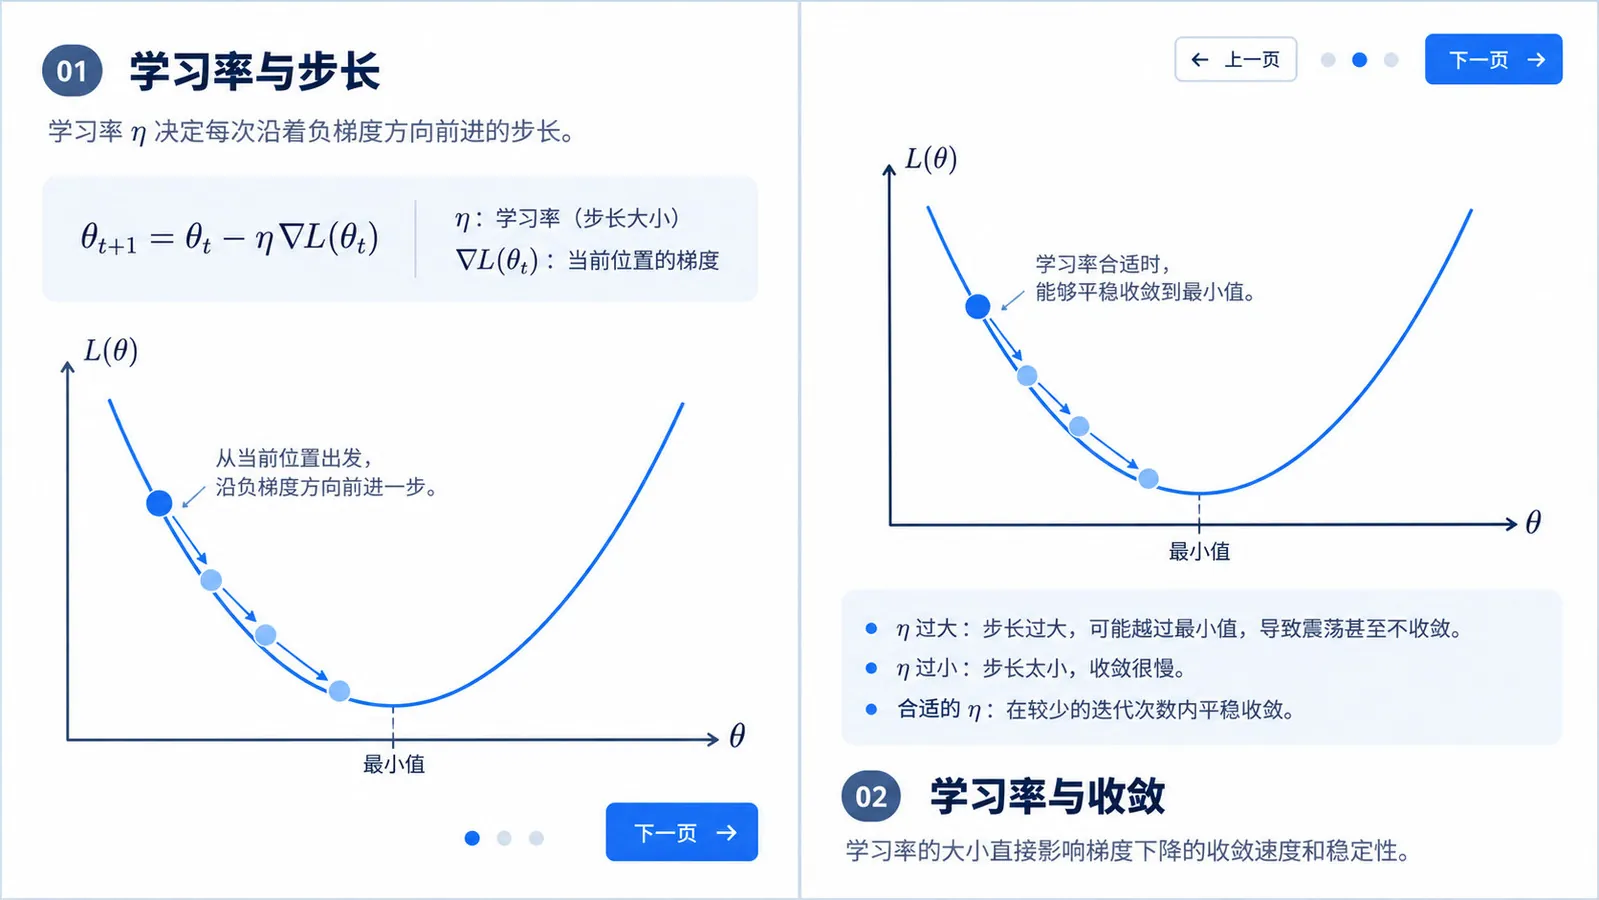 01 学习率与步长
学习率 η 决定每次沿着负梯度方向前进的步长。
θ_{t+1} = θ_t − η∇L(θ_t)
η：学习率（步长大小）
∇L(θ_t)：当前位置的梯度
L(θ)
从当前位置出发，
沿负梯度方向前进一步。
θ
最小值
下一页 →
← 上一页
下一页 →
L(θ)
学习率合适时，
能够平稳收敛到最小值。
θ
最小值
• η 过大：步长过大，可能越过最小值，导致震荡甚至不收敛。
• η 过小：步长太小，收敛很慢。
• 合适的 η：在较少的迭代次数内平稳收敛。
02 学习率与收敛
学习率的大小直接影响梯度下降的收敛速度和稳定性。